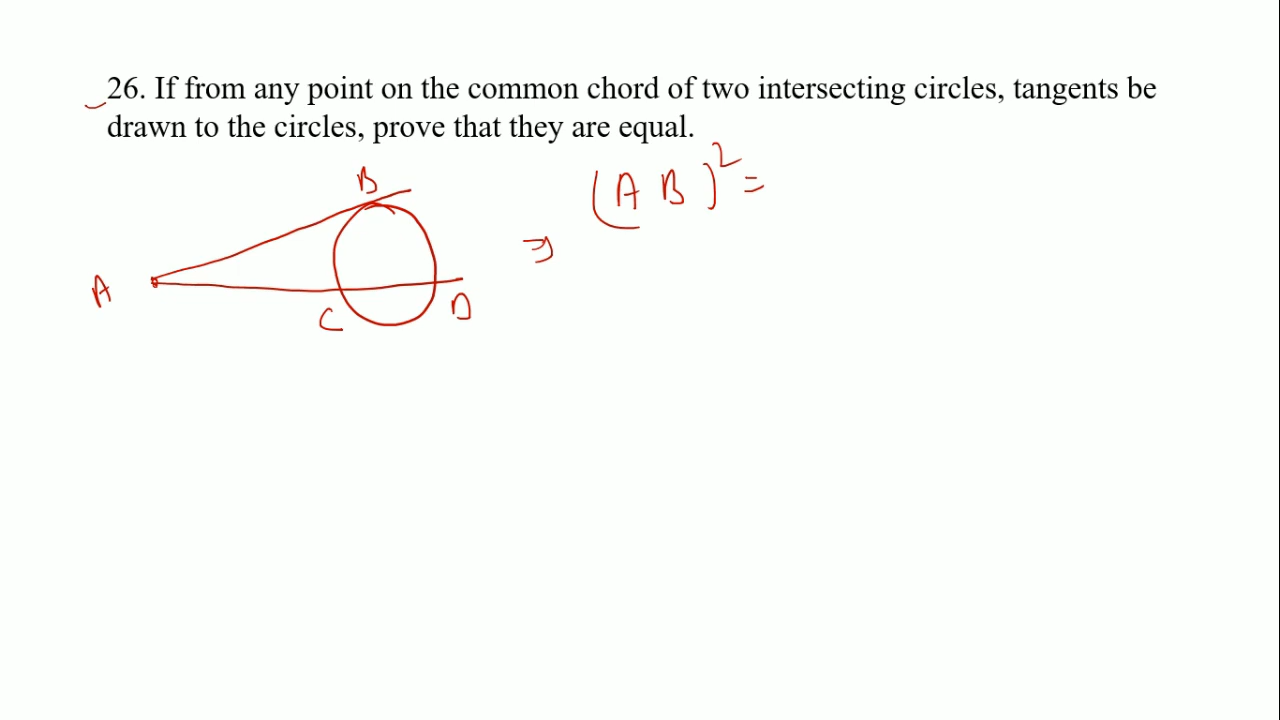 26. If from any point on the common chord of two intersecting circles, tangents be
drawn to the circles, prove that they are equal.
B
(AB)² =
⇒
A
C
D